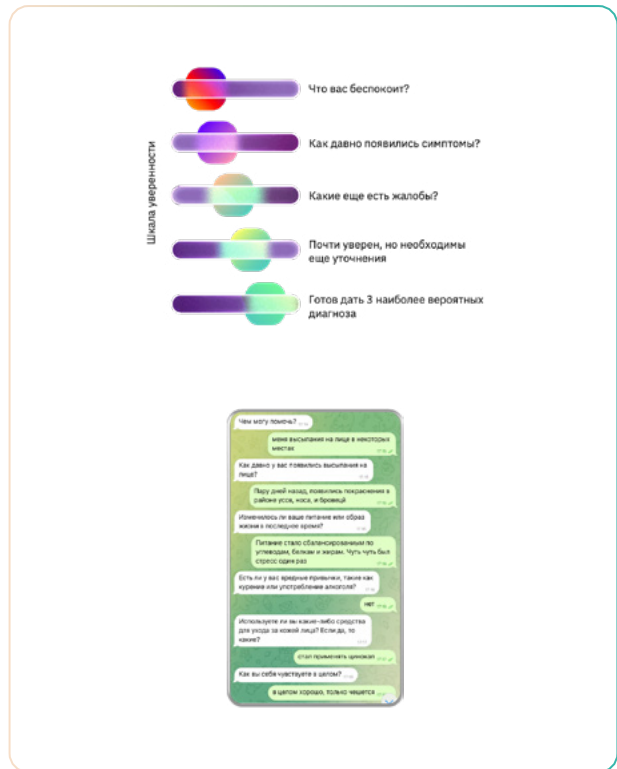 Шкала уверенности
Что вас беспокоит?
Как давно появились симптомы?
Какие еще есть жалобы?
Почти уверен, но необходимы
еще уточнения
Готов дать 3 наиболее вероятных
диагноза
Чем могу помочь?
меня высыпания на лице в некоторых
местах
Как давно у вас появились высыпания на
лице?
Пару дней назад, появились покраснения в
районе усов, носа, и бровищ
Изменилось ли ваше питание или образ
жизни в последнее время?
Питание стало сбалансированным по
углеводам, белкам и жирам. Чуть чуть был
стресс один раз
Есть ли у вас вредные привычки, такие как
курение или употребление алкоголя?
нет
Используете ли вы какие-либо средства
для ухода за кожей лица? Если да, то
какие?
стал применять цинокап
Как вы себя чувствуете в целом?
в целом хорошо, только чешется